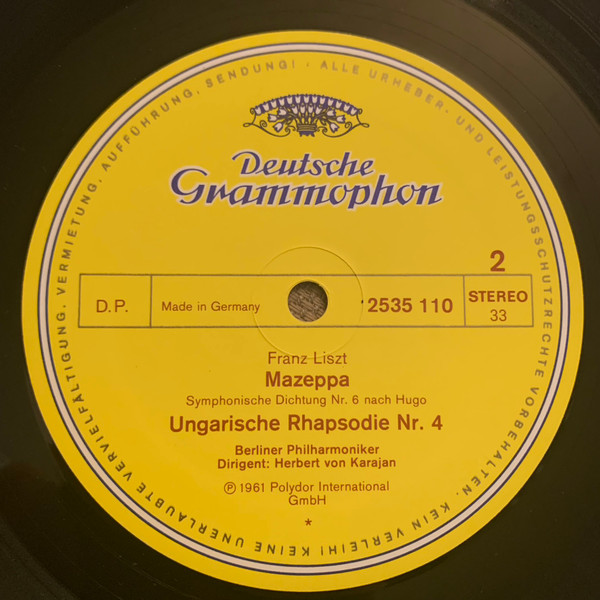 Deutsche
Grammophon
2
D.P.
Made in Germany
2535 110
STEREO
33
Franz Liszt
Mazeppa
Symphonische Dichtung Nr. 6 nach Hugo
Ungarische Rhapsodie Nr. 4
Berliner Philharmoniker
Dirigent: Herbert von Karajan
℗ 1961 Polydor International
GmbH
*
ALLE URHEBER- UND LEISTUNGSSCHUTZRECHTE VORBEHALTEN. KEIN VERLEIH! KEINE UNERLAUBTE VERVIELFÄLTIGUNG, VERMIETUNG, AUFFÜHRUNG, SENDUNG! ·